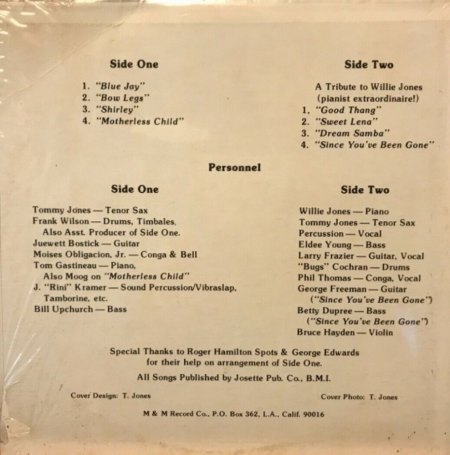 Side One
1. "Blue Jay"
2. "Bow Legs"
3. "Shirley"
4. "Motherless Child"
Side Two
A Tribute to Willie Jones
(pianist extraordinaire!)
1. "Good Thang"
2. "Sweet Lena"
3. "Dream Samba"
4. "Since You've Been Gone"
Personnel
Side One
Tommy Jones — Tenor Sax
Frank Wilson — Drums, Timbales,
Also Asst. Producer of Side One.
Juewett Bostick — Guitar
Moises Obligacion, Jr. — Conga & Bell
Tom Gastineau — Piano,
Also Moog on "Motherless Child"
J. "Rini" Kramer — Sound Percussion/Vibraslap,
Tamborine, etc.
Bill Upchurch — Bass
Side Two
Willie Jones — Piano
Tommy Jones — Tenor Sax
Percussion — Vocal
Eldee Young — Bass
Larry Frazier — Guitar, Vocal
"Bugs" Cochran — Drums
Phil Thomas — Conga, Vocal
George Freeman — Guitar
("Since You've Been Gone")
Betty Dupree — Bass
("Since You've Been Gone")
Bruce Hayden — Violin
Special Thanks to Roger Hamilton Spots & George Edwards
for their help on arrangement of Side One.
All Songs Published by Josette Pub. Co., B.M.I.
Cover Design: T. Jones
Cover Photo: T. Jones
M & M Record Co., P.O. Box 362, L.A., Calif. 90016